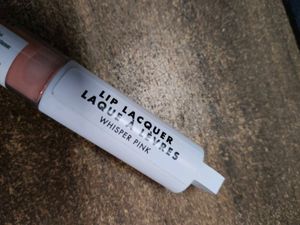 LIP LACQUER
LAQUE À LÈVRES
WHISPER PINK